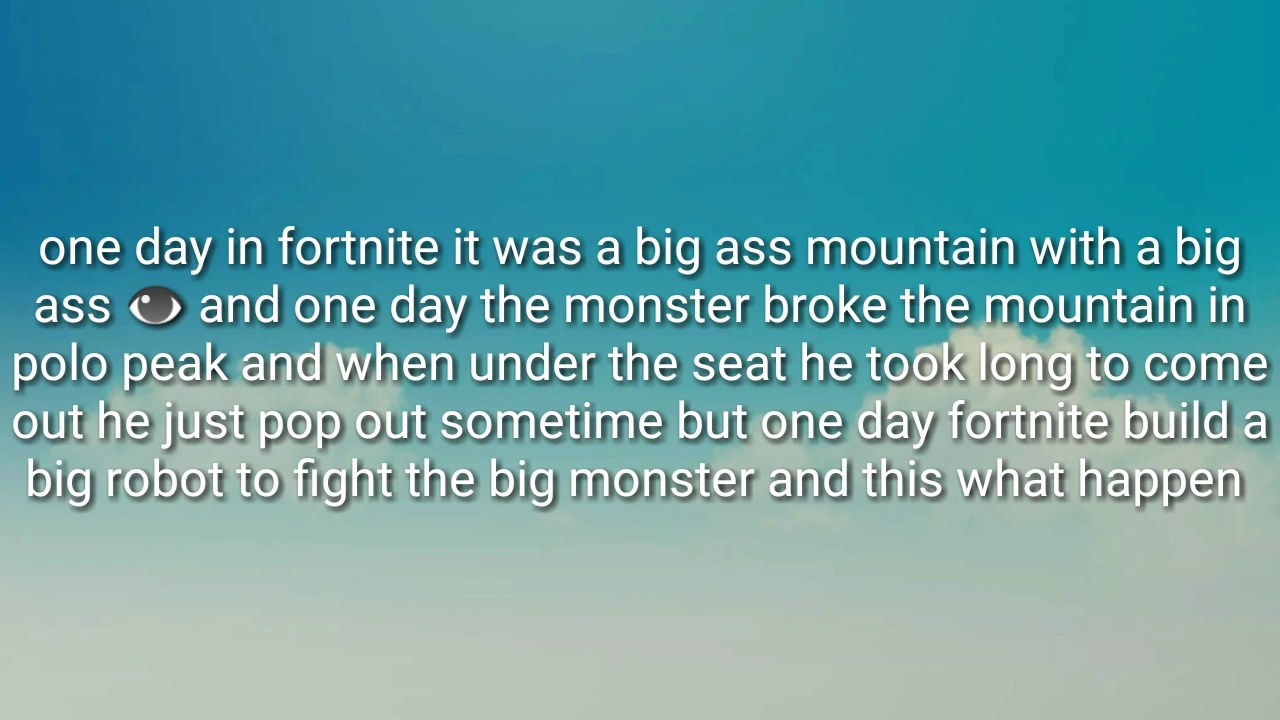 one day in fortnite it was a big ass mountain with a big
ass 👁 and one day the monster broke the mountain in
polo peak and when under the seat he took long to come
out he just pop out sometime but one day fortnite build a
big robot to fight the big monster and this what happen